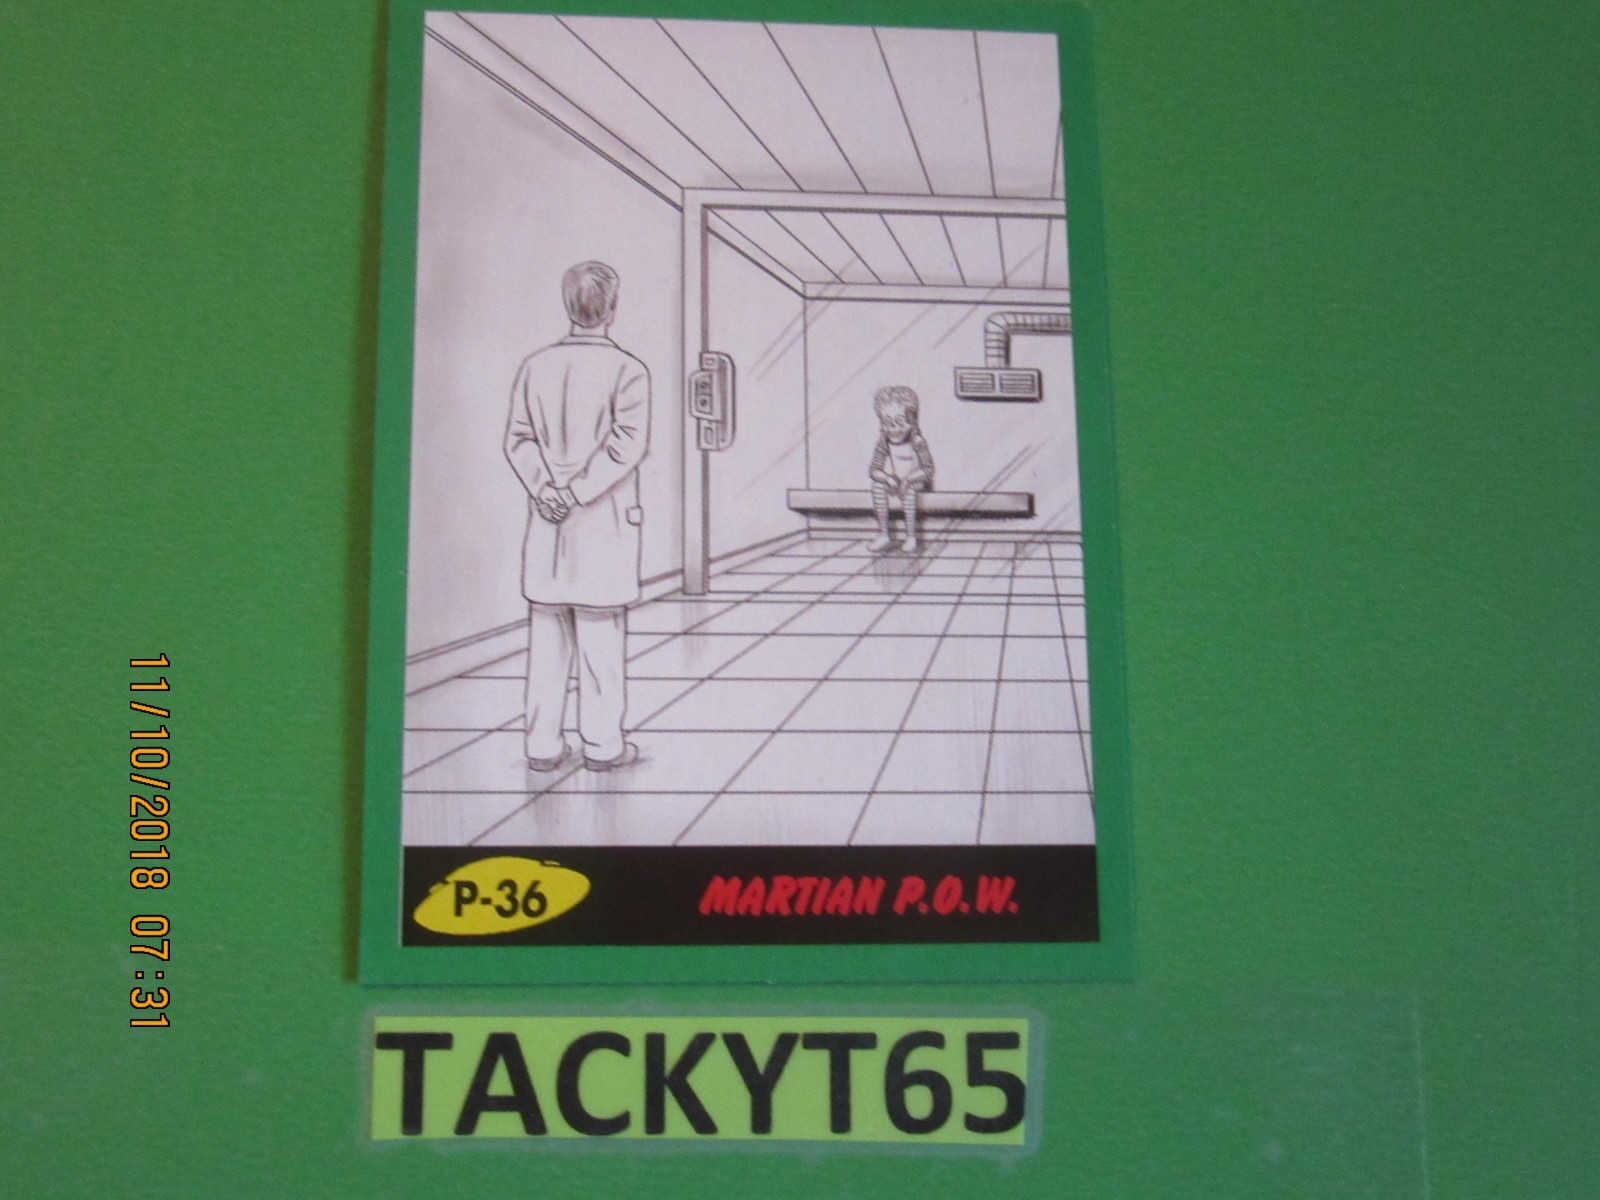 P-36
MARTIAN P.O.W.
TACKYT65
11/10/2018 07:31